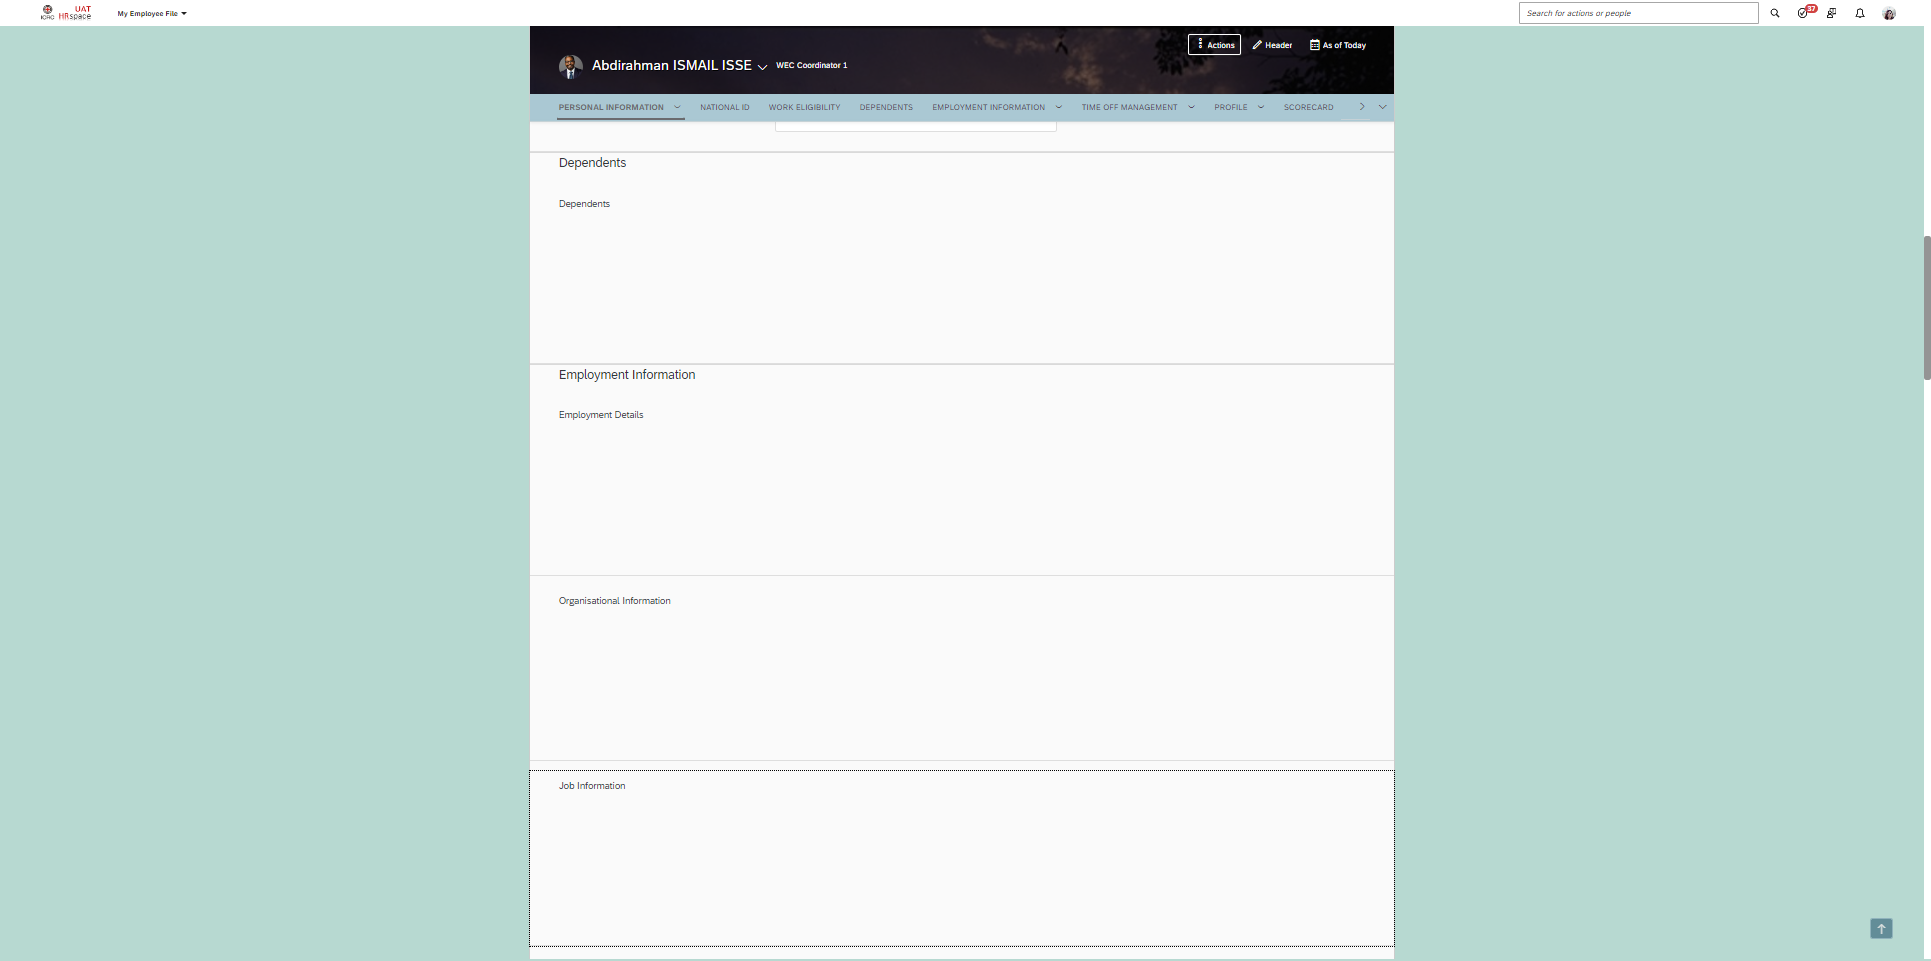 ICRC UAT
HRspace
My Employee File
Search for actions or people
37
Actions
Header
As of Today
Abdirahman ISMAIL ISSE
WEC Coordinator 1
PERSONAL INFORMATION
NATIONAL ID
WORK ELIGIBILITY
DEPENDENTS
EMPLOYMENT INFORMATION
TIME OFF MANAGEMENT
PROFILE
SCORECARD
Dependents
Dependents
Employment Information
Employment Details
Organisational Information
Job Information